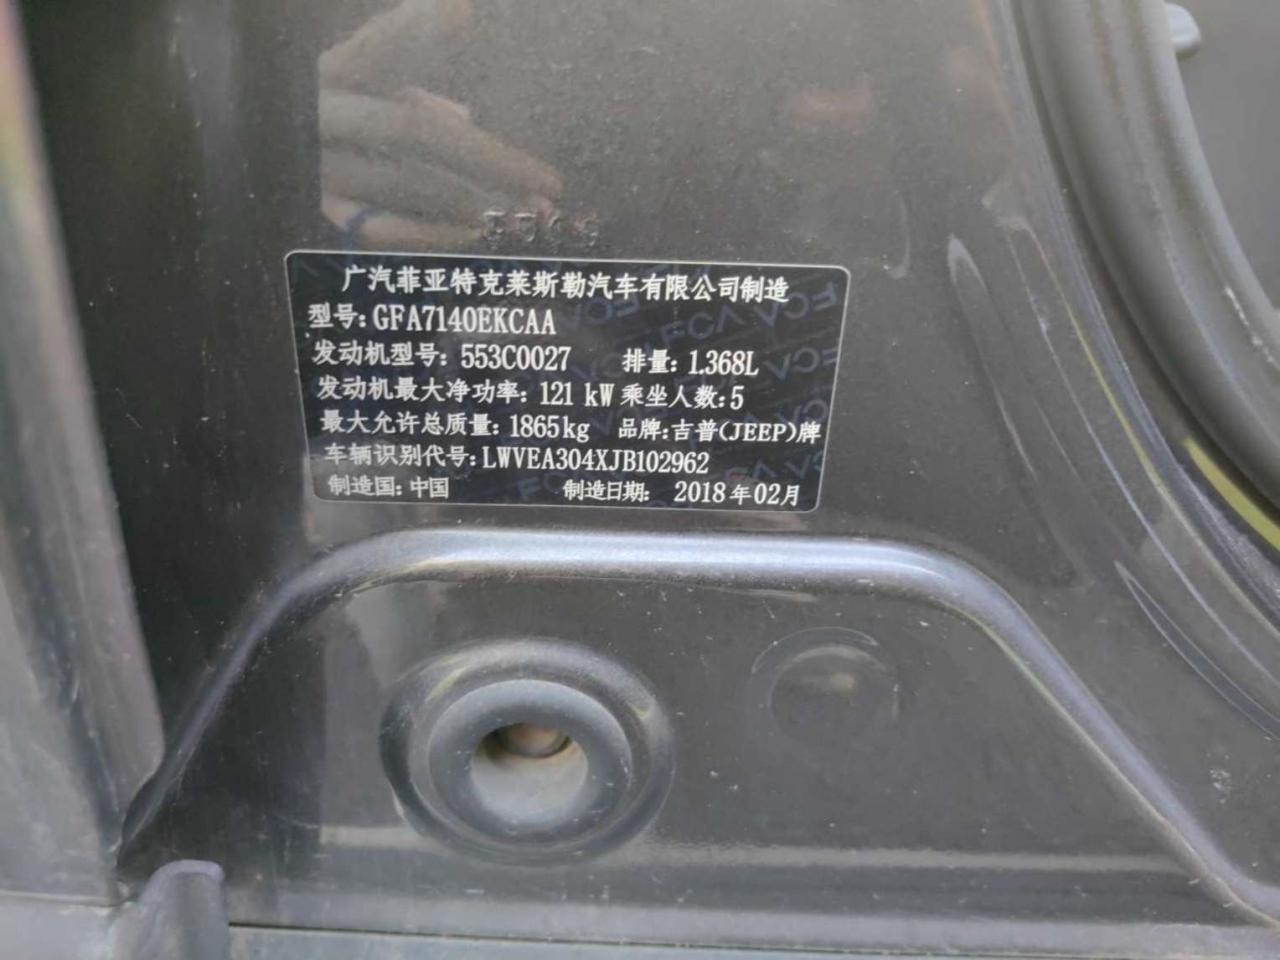 广汽菲亚特克莱斯勒汽车有限公司制造
型号: GFA7140EKCAA
发动机型号: 553C0027 排量: 1.368L
发动机最大净功率: 121 kW 乘坐人数: 5
最大允许总质量: 1865kg 品牌: 吉普(JEEP)牌
车辆识别代号: LWVEA304XJB102962
制造国: 中国 制造日期: 2018年02月